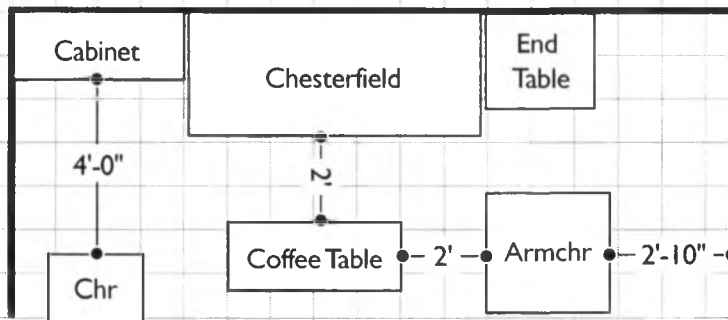 Cabinet
Chesterfield
End
Table
4'-0"
2'
Coffee Table
2'
Armchr
2'-10"
Chr